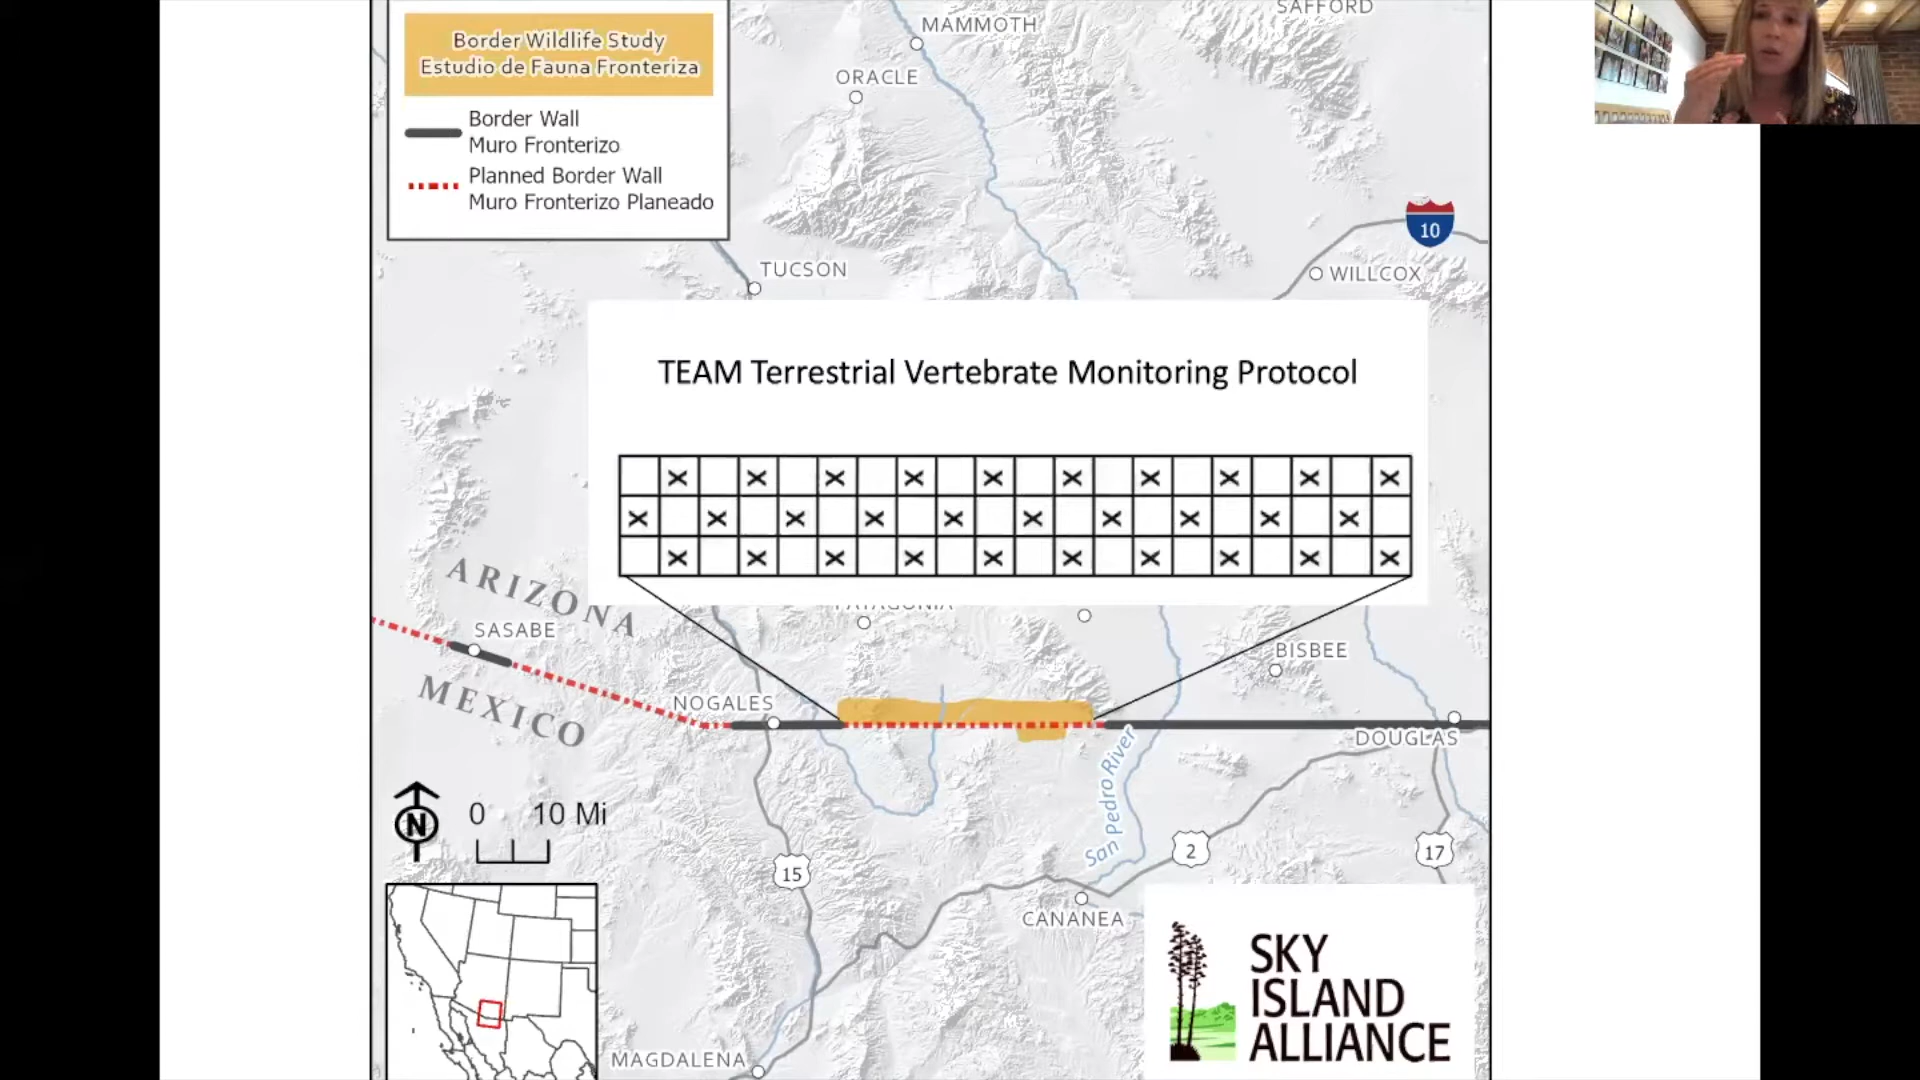 Border Wildlife Study
Estudio de Fauna Fronteriza
Border Wall
Muro Fronterizo
Planned Border Wall
Muro Fronterizo Planeado
MAMMOTH
SAFFORD
ORACLE
10
TUCSON
WILLCOX
TEAM Terrestrial Vertebrate Monitoring Protocol
X X X X X X X X X X
X X X X X X X X X X
X X X X X X X X X X
PATAGONIA
ARIZONA
SASABE
BISBEE
MEXICO
NOGALES
DOUGLAS
San Pedro River
N
0 10 Mi
15
2
17
CANANEA
MAGDALENA
SKY
ISLAND
ALLIANCE